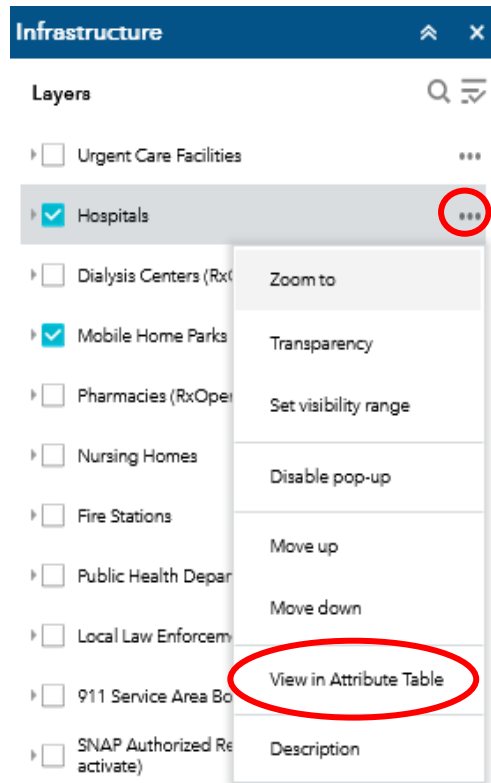 Infrastructure
Layers
Urgent Care Facilities
Hospitals
Dialysis Centers (Rx
Zoom to
Mobile Home Parks
Transparency
Pharmacies (RxOpe
Set visibility range
Nursing Homes
Disable pop-up
Fire Stations
Move up
Public Health Depar
Move down
Local Law Enforcem
View in Attribute Table
911 Service Area Bo
SNAP Authorized Re
activate)
Description